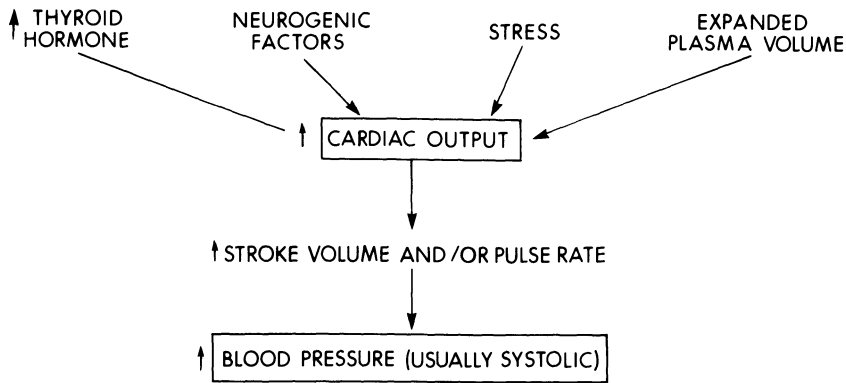 ↑ THYROID
HORMONE
NEUROGENIC
FACTORS
STRESS
EXPANDED
PLASMA VOLUME
↑ CARDIAC OUTPUT
↑ STROKE VOLUME AND/OR PULSE RATE
↑ BLOOD PRESSURE (USUALLY SYSTOLIC)